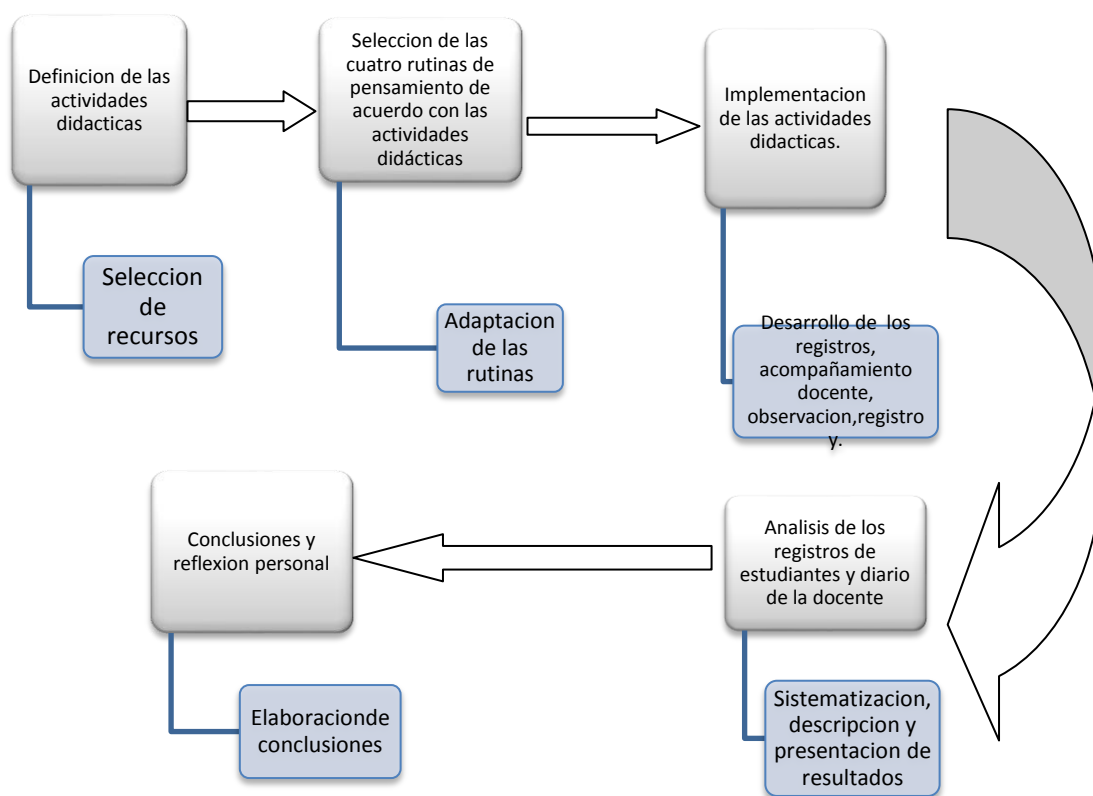 Definicion de las
actividades
didacticas
Seleccion
de
recursos
Seleccion de las
cuatro rutinas de
pensamiento de
acuerdo con las
actividades
didácticas
Adaptacion
de las
rutinas
Implementacion
de las actividades
didacticas.
Desarrollo de los
registros,
acompañamiento
docente,
observacion,registro
y.
Analisis de los
registros de
estudiantes y diario
de la docente
Sistematizacion,
descripcion y
presentacion de
resultados
Conclusiones y
reflexion personal
Elaboracionde
conclusiones